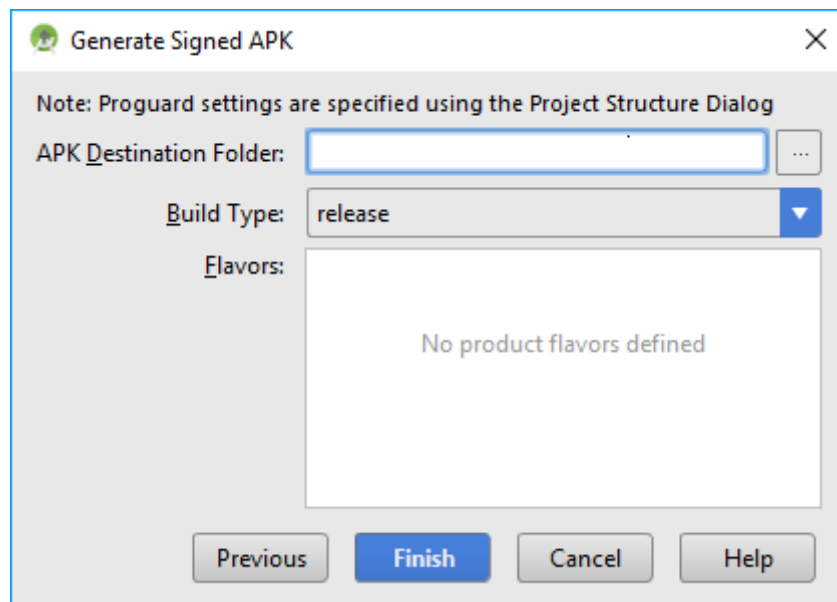 Generate Signed APK
Note: Proguard settings are specified using the Project Structure Dialog
APK Destination Folder: ...
Build Type: release
Flavors:
No product flavors defined
Previous Finish Cancel Help